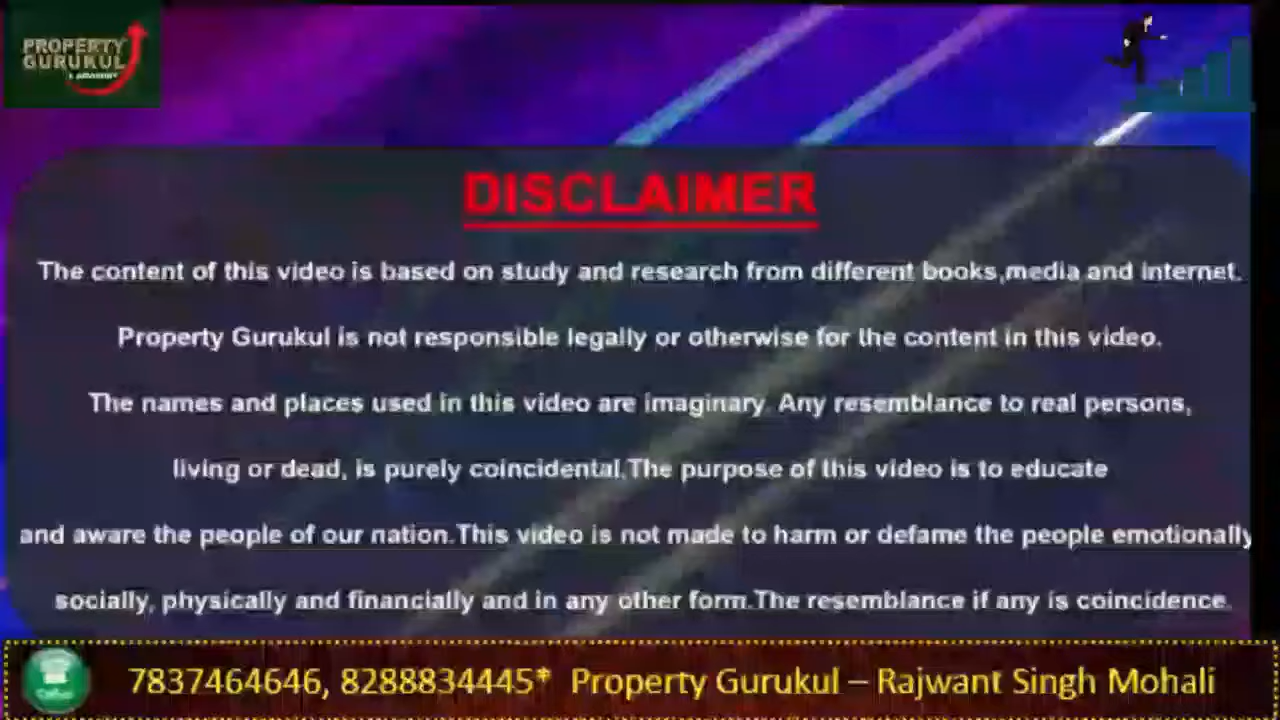 PROPERTY
GURUKUL
DISCLAIMER
The content of this video is based on study and research from different books,media and internet.
Property Gurukul is not responsible legally or otherwise for the content in this video.
The names and places used in this video are imaginary. Any resemblance to real persons,
living or dead, is purely coincidental.The purpose of this video is to educate
and aware the people of our nation.This video is not made to harm or defame the people emotionally
socially, physically and financially and in any other form.The resemblance if any is coincidence.
7837464646, 8288834445* Property Gurukul – Rajwant Singh Mohali